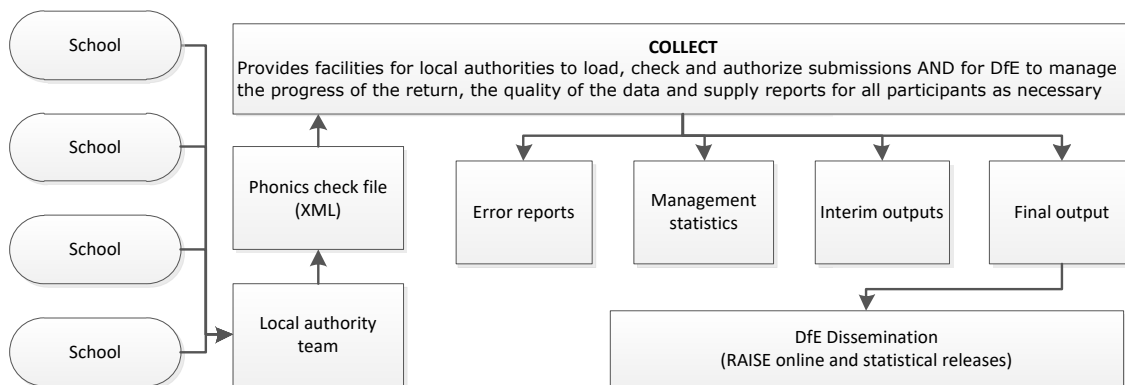 School
School
School
School
COLLECT
Provides facilities for local authorities to load, check and authorize submissions AND for DfE to manage
the progress of the return, the quality of the data and supply reports for all participants as necessary
Phonics check file
(XML)
Local authority
team
Error reports
Management
statistics
Interim outputs
Final output
DfE Dissemination
(RAISE online and statistical releases)